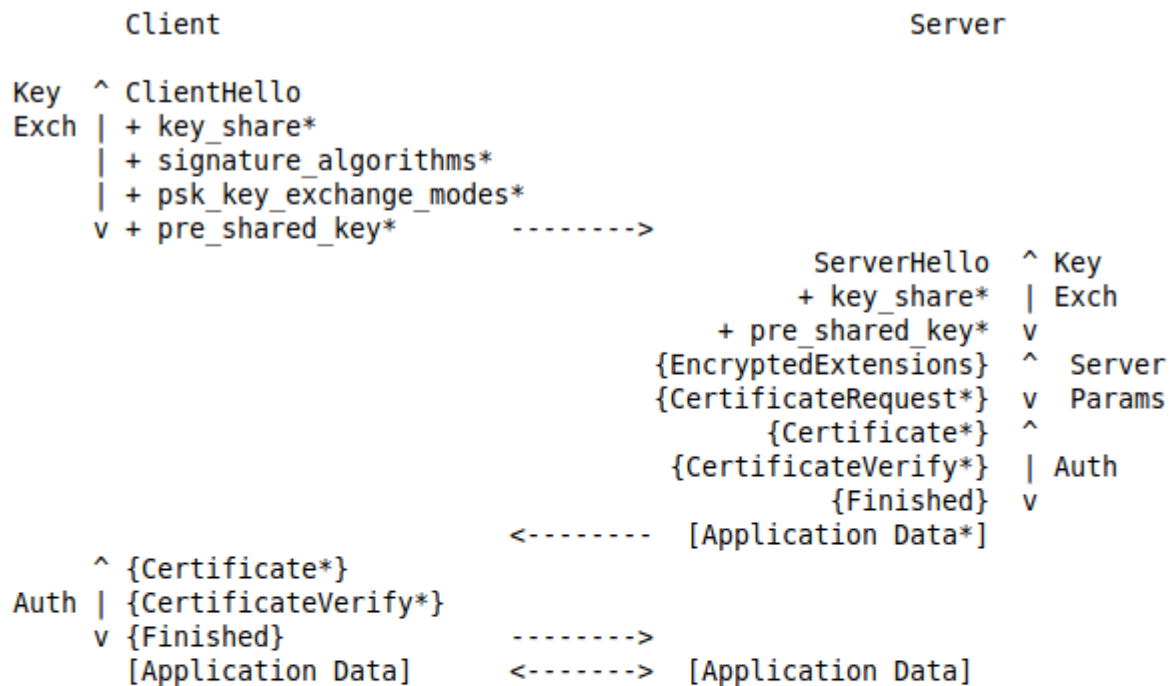 Client                                           Server

Key  ^ ClientHello
Exch | + key_share*
     | + signature_algorithms*
     | + psk_key_exchange_modes*
     v + pre_shared_key*       -------->
                                                  ServerHello  ^ Key
                                                 + key_share*  | Exch
                                            + pre_shared_key*  v
                                        {EncryptedExtensions}  ^  Server
                                        {CertificateRequest*}  v  Params
                                               {Certificate*}  ^
                                         {CertificateVerify*}  | Auth
                                                   {Finished}  v
                               <--------  [Application Data*]
     ^ {Certificate*}
Auth | {CertificateVerify*}
     v {Finished}              -------->
       [Application Data]      <------->  [Application Data]